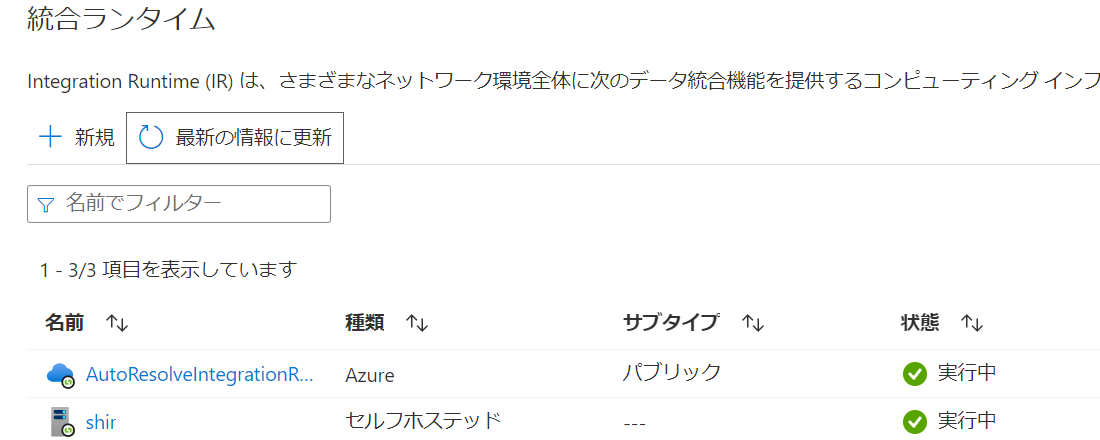 統合ランタイム
Integration Runtime (IR) は、さまざまなネットワーク環境全体に次のデータ統合機能を提供するコンピューティング インフ
新規 最新の情報に更新
名前でフィルター
1 - 3/3 項目を表示しています
名前 種類 サブタイプ 状態
AutoResolveIntegrationR... Azure パブリック 実行中
shir セルフホステッド --- 実行中